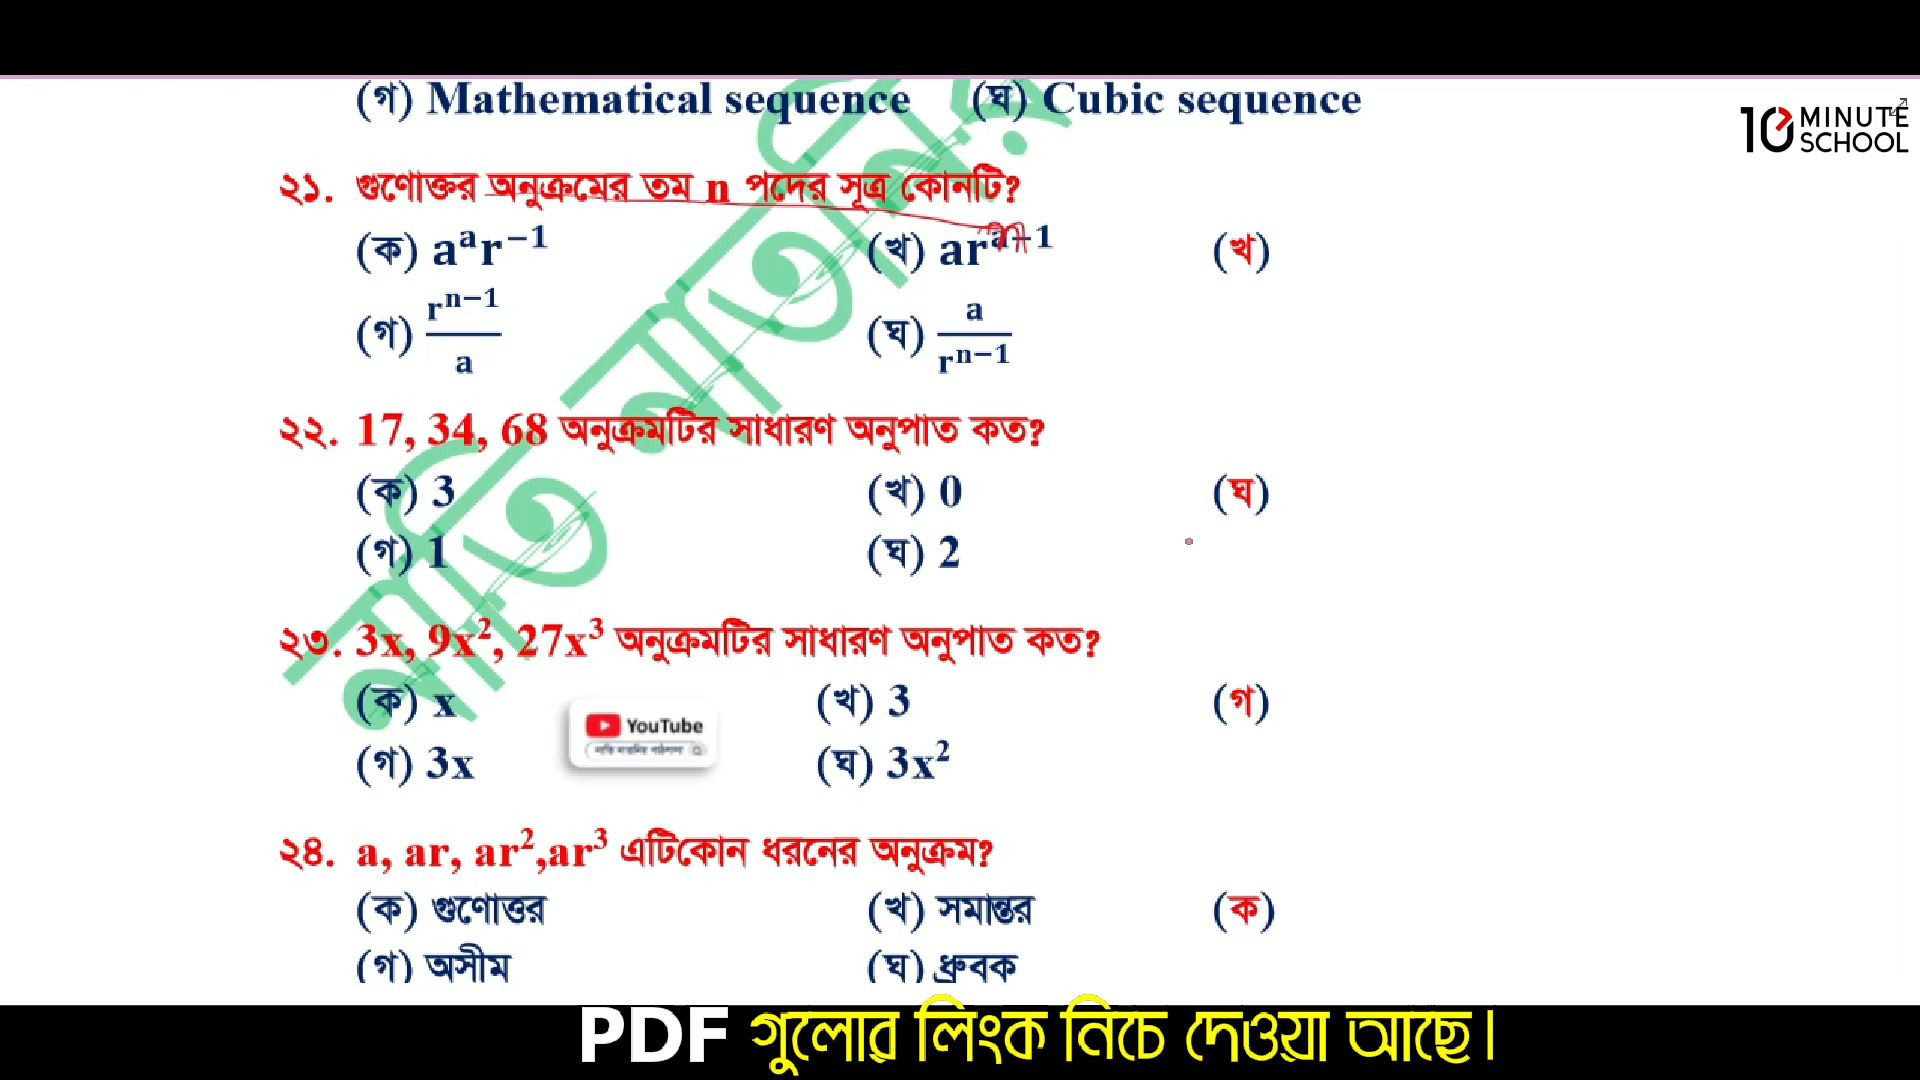 (গ) Mathematical sequence (ঘ) Cubic sequence
10 MINUTE SCHOOL
২১. গুণোক্তর অনুক্রমের তম n পদের সূত্র কোনটি?
(ক) aᵃr⁻¹ (খ) arᵃ⁻¹ (খ)
n
(গ) rⁿ⁻¹/a (ঘ) a/rⁿ⁻¹
২২. 17, 34, 68 অনুক্রমটির সাধারণ অনুপাত কত?
(ক) 3 (খ) 0 (ঘ)
(গ) 1 (ঘ) 2
২৩. 3x, 9x², 27x³ অনুক্রমটির সাধারণ অনুপাত কত?
(ক) x (খ) 3 (গ)
YouTube
(গ) 3x (ঘ) 3x²
২৪. a, ar, ar²,ar³ এটিকোন ধরনের অনুক্রম?
(ক) গুণোত্তর (খ) সমান্তর (ক)
(গ) অসীম (ঘ) ধ্রুবক
PDF গুলোর লিংক নিচে দেওয়া আছে।